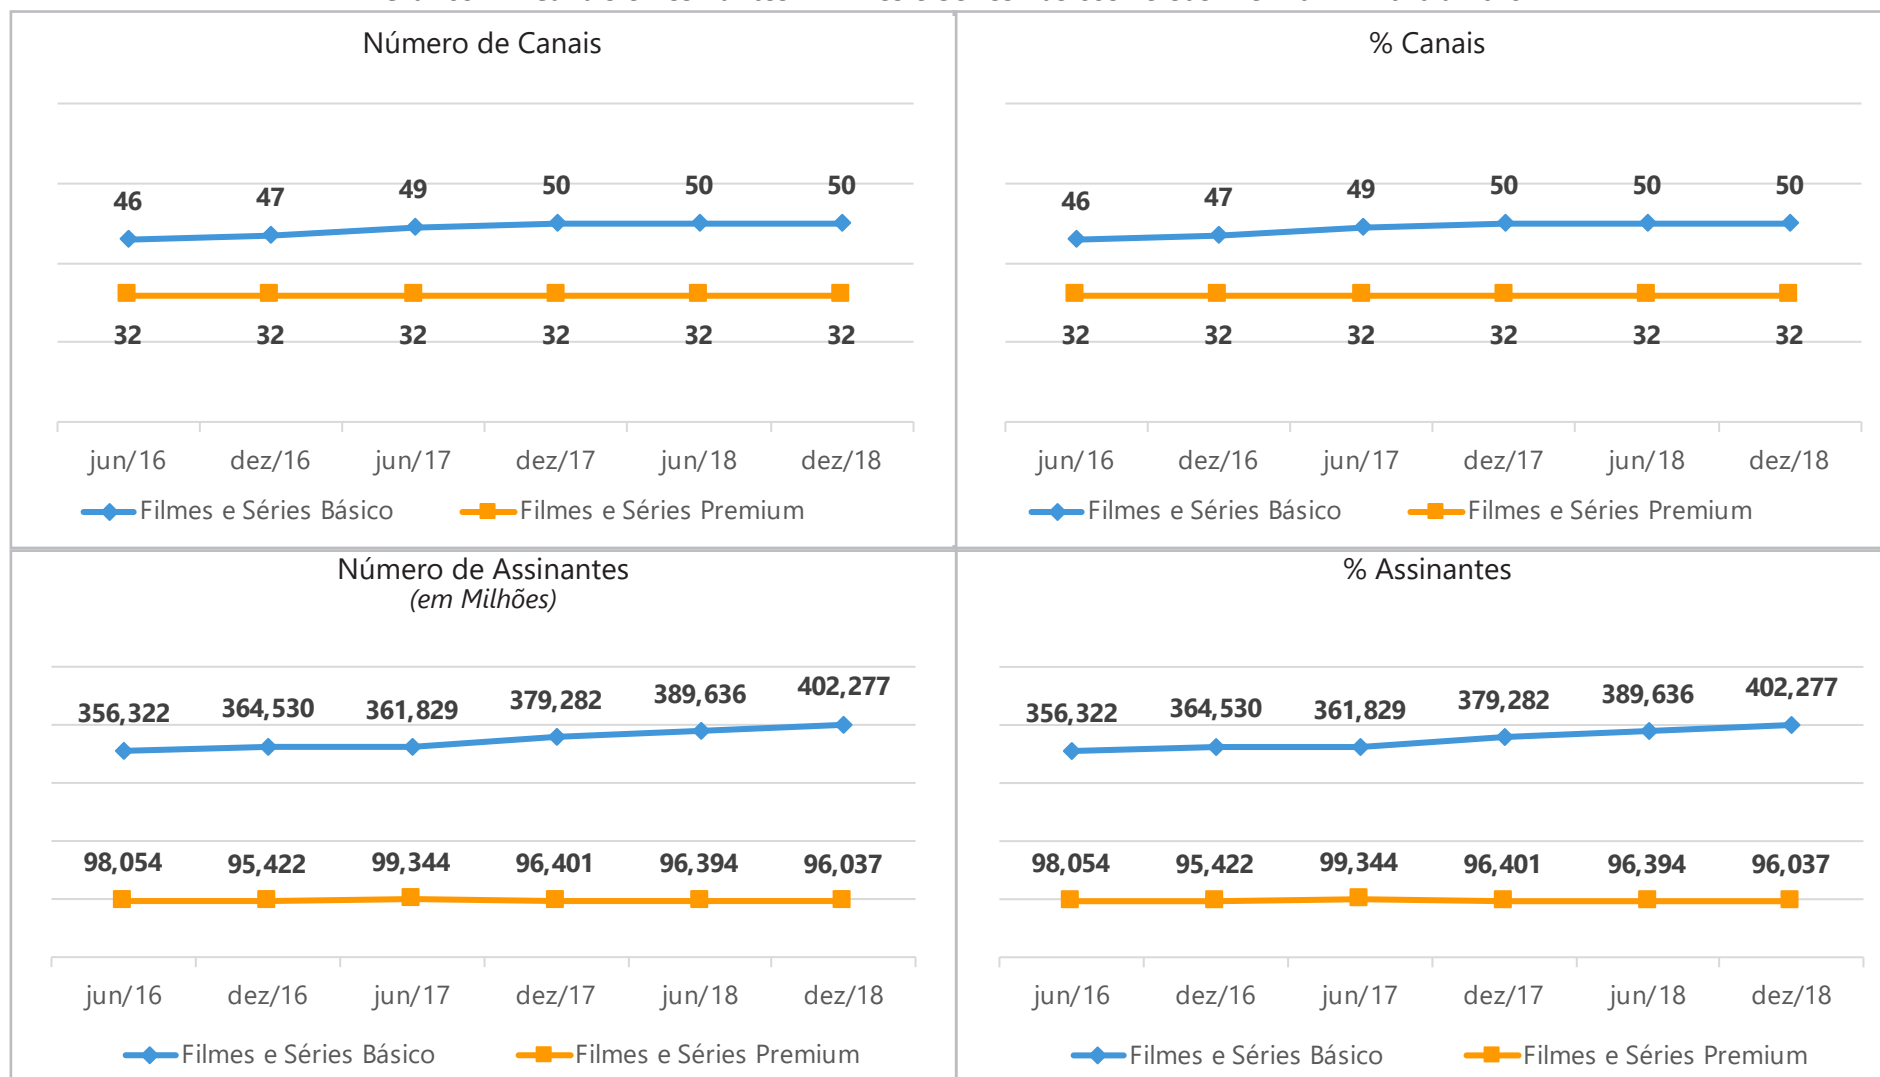 Número de Canais
46 47 49 50 50 50
32 32 32 32 32 32
jun/16 dez/16 jun/17 dez/17 jun/18 dez/18
Filmes e Séries Básico Filmes e Séries Premium
% Canais
46 47 49 50 50 50
32 32 32 32 32 32
jun/16 dez/16 jun/17 dez/17 jun/18 dez/18
Filmes e Séries Básico Filmes e Séries Premium
Número de Assinantes
(em Milhões)
356,322 364,530 361,829 379,282 389,636 402,277
98,054 95,422 99,344 96,401 96,394 96,037
jun/16 dez/16 jun/17 dez/17 jun/18 dez/18
Filmes e Séries Básico Filmes e Séries Premium
% Assinantes
356,322 364,530 361,829 379,282 389,636 402,277
98,054 95,422 99,344 96,401 96,394 96,037
jun/16 dez/16 jun/17 dez/17 jun/18 dez/18
Filmes e Séries Básico Filmes e Séries Premium